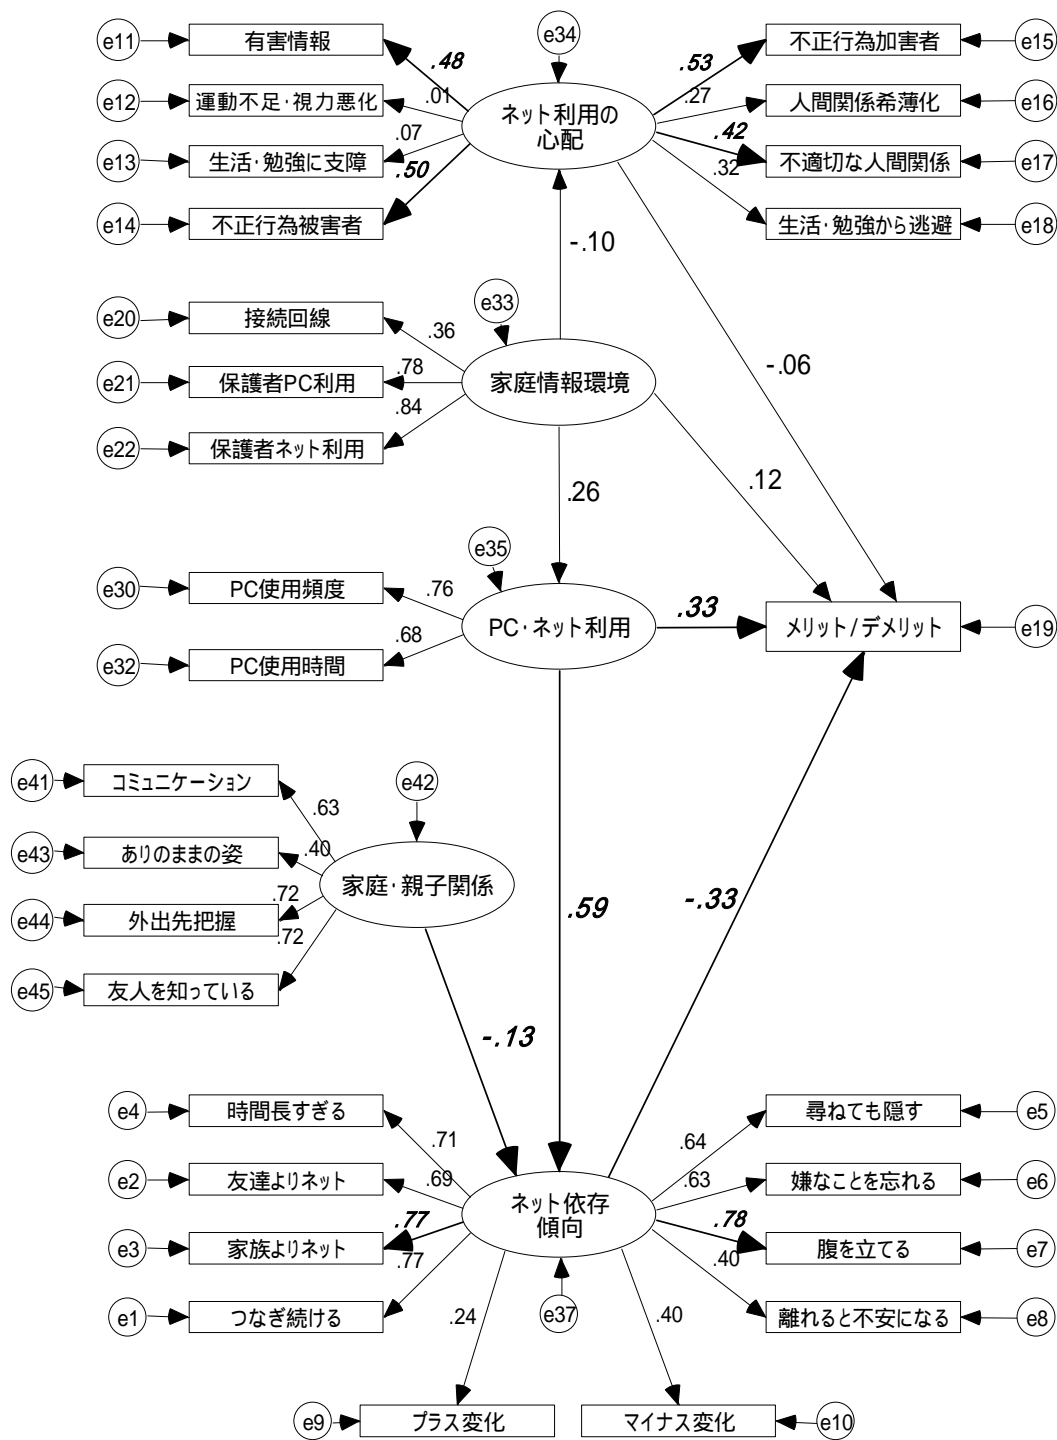 e11
有害情報
.48
e34
.53
不正行為加害者
e15
e12
運動不足・視力悪化
.01
ネット利用の
心配
.27
人間関係希薄化
e16
e13
生活・勉強に支障
.07
.42
不適切な人間関係
e17
e14
不正行為被害者
.50
.32
生活・勉強から逃避
e18
-.10
e20
接続回線
.36
e33
e21
保護者PC利用
.78
家庭情報環境
-.06
e22
保護者ネット利用
.84
.12
.26
e35
e30
PC使用頻度
.76
PC・ネット利用
.33
メリット/デメリット
e19
e32
PC使用時間
.68
e41
コミュニケーション
.63
e42
e43
ありのままの姿
.40
家庭・親子関係
e44
外出先把握
.72
.59
-.33
e45
友人を知っている
.72
-.13
e4
時間長すぎる
.71
.64
尋ねても隠す
e5
e2
友達よりネット
.69
ネット依存
傾向
.63
嫌なことを忘れる
e6
e3
家族よりネット
.77
.78
腹を立てる
e7
e1
つなぎ続ける
.77
.40
離れると不安になる
e8
.24
e37
.40
e9
プラス変化
マイナス変化
e10